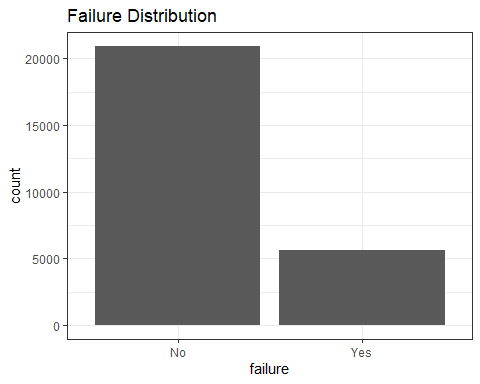 Failure Distribution
20000
15000
10000
5000
0
count
No Yes
failure